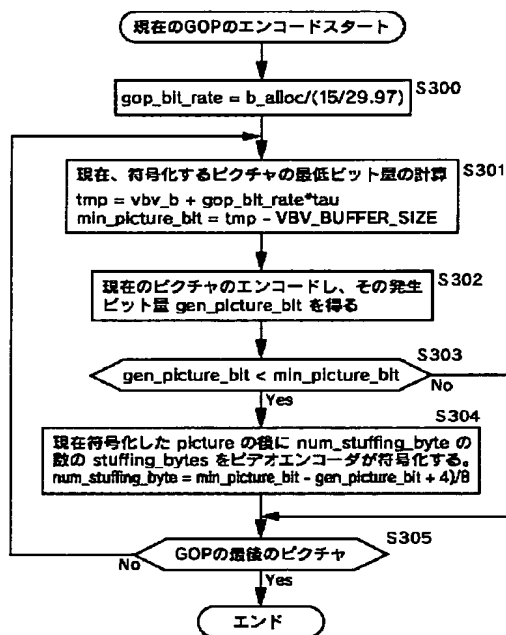 現在のGOPのエンコードスタート
gop_bit_rate = b_alloc/(15/29.97)
S300
現在、符号化するピクチャの最低ビット量の計算
S301
tmp = vbv_b + gop_bit_rate*tau
min_picture_bit = tmp - VBV_BUFFER_SIZE
現在のピクチャのエンコードし、その発生
S302
ビット量 gen_picture_bit を得る
gen_picture_bit < min_picture_bit
S303
No
Yes
S304
現在符号化した picture の後に num_stuffing_byte の
数の stuffing_bytes をビデオエンコーダが符号化する。
num_stuffing_byte = min_picture_bit - gen_picture_bit + 4)/8
GOPの最後のピクチャ
S305
No
Yes
エンド